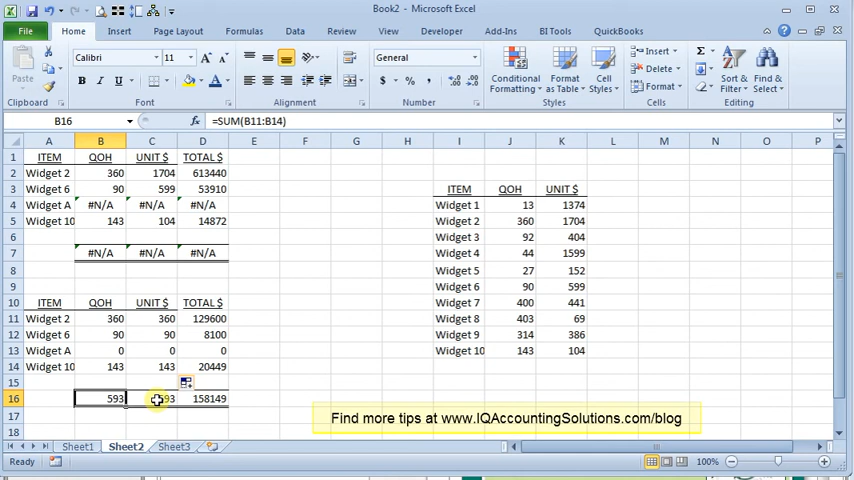 Book2 - Microsoft Excel
File Home Insert Page Layout Formulas Data Review View Developer Add-Ins BI Tools QuickBooks
Paste
Calibri 11
General
Conditional Formatting
Format as Table
Cell Styles
Insert
Delete
Format
Sort & Filter
Find & Select
Clipboard Font Alignment Number Styles Cells Editing
B16 fx =SUM(B11:B14)
A B C D E F G H I J K L M N O P
1 ITEM QOH UNIT $ TOTAL $
2 Widget 2 360 1704 613440
3 Widget 6 90 599 53910 ITEM QOH UNIT $
4 Widget A #N/A #N/A #N/A Widget 1 13 1374
5 Widget 10 143 104 14872 Widget 2 360 1704
6 Widget 3 92 404
7 #N/A #N/A #N/A Widget 4 44 1599
8 Widget 5 27 152
9 Widget 6 90 599
10 ITEM QOH UNIT $ TOTAL $ Widget 7 400 441
11 Widget 2 360 360 129600 Widget 8 403 69
12 Widget 6 90 90 8100 Widget 9 314 386
13 Widget A 0 0 0 Widget 10 143 104
14 Widget 10 143 143 20449
15
16 593 593 158149
17 Find more tips at www.IQAccountingSolutions.com/blog
18
Sheet1 Sheet2 Sheet3
Ready 100%